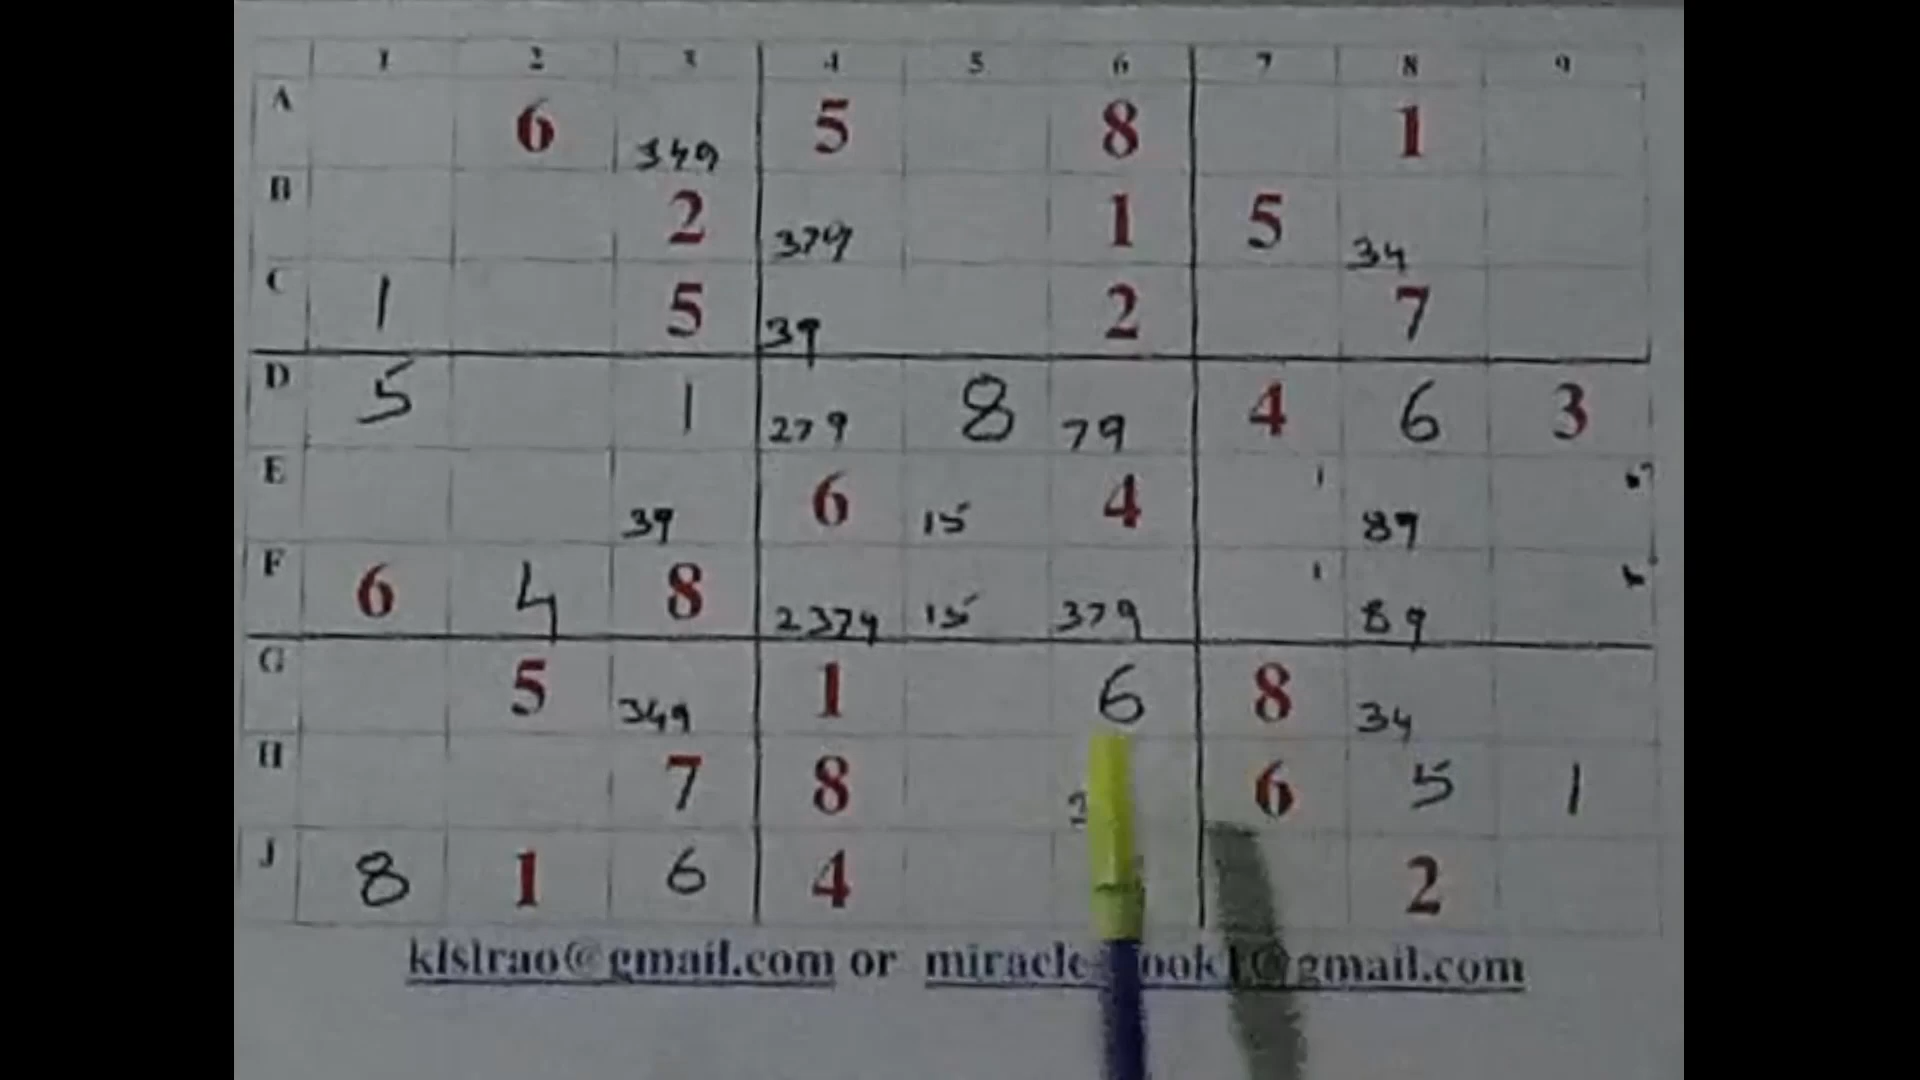 1 2 3 4 5 6 7 8 9
A 6 349 5 8 1
B 2 379 1 5 34
C 1 5 39 2 7
D 5 1 279 8 79 4 6 3
E 39 6 15 4 1 89
F 6 4 8 2379 15 379 1 89
G 5 349 1 6 8 34
H 7 8 6 5 1
J 8 1 6 4 2
klslrao@gmail.com or